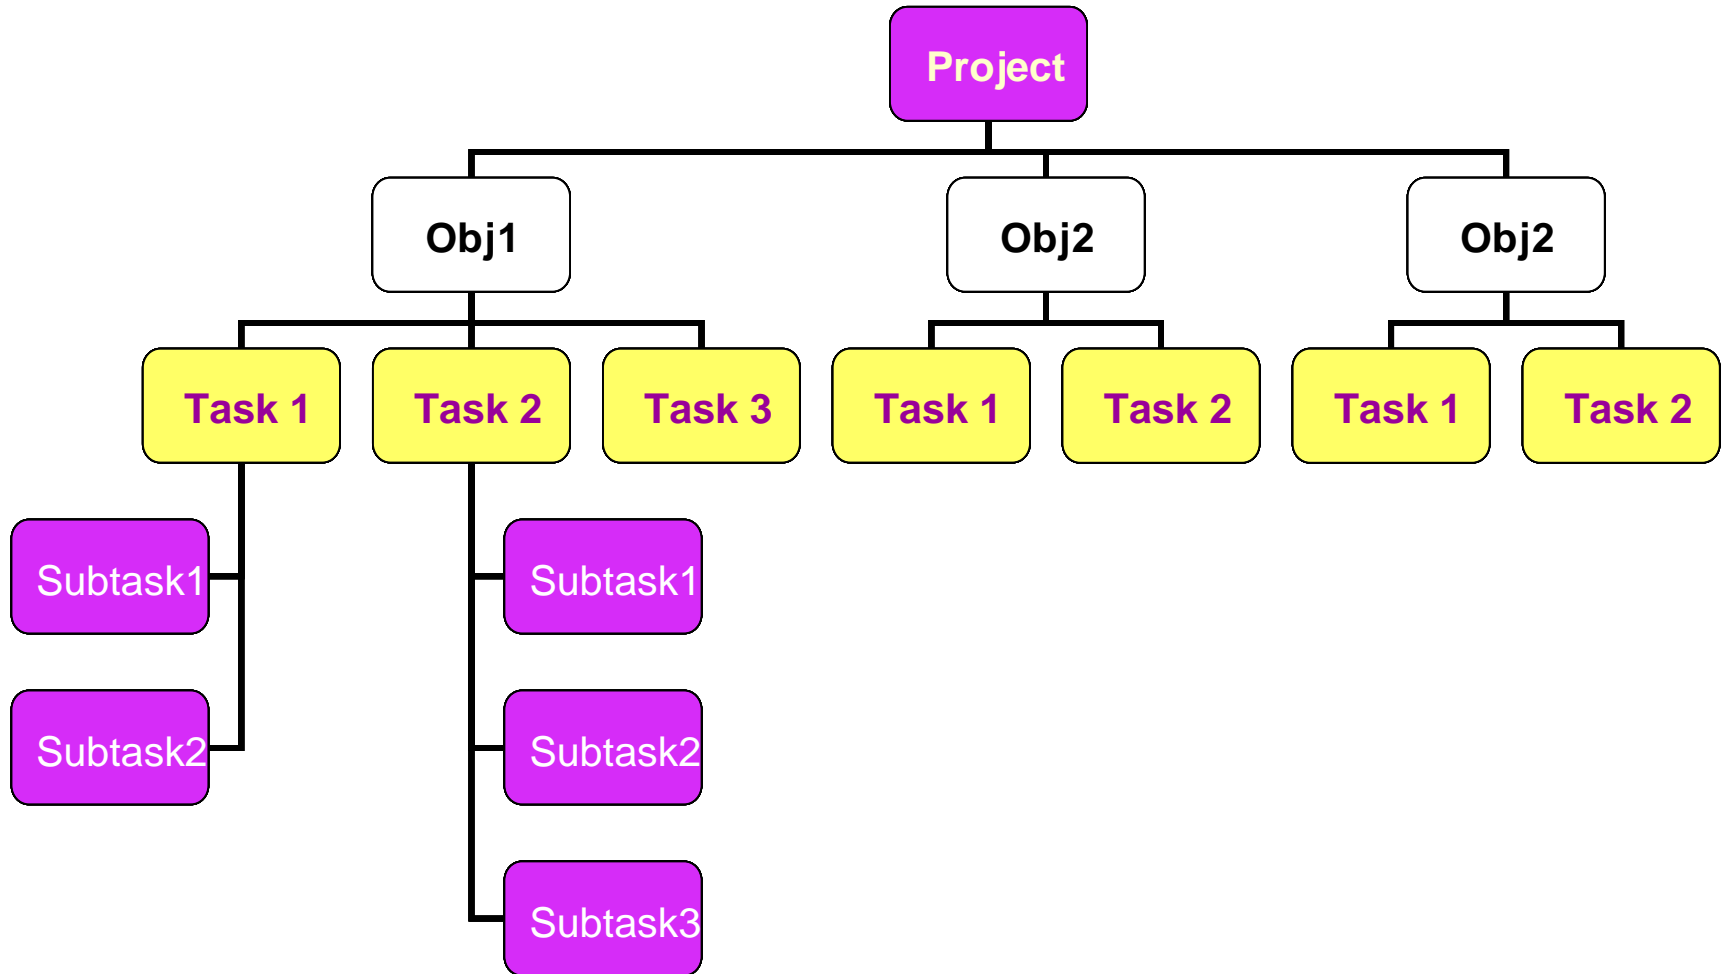 Project
Obj1
Obj2
Obj2
Task 1
Task 2
Task 3
Task 1
Task 2
Task 1
Task 2
Subtask1
Subtask1
Subtask2
Subtask2
Subtask3